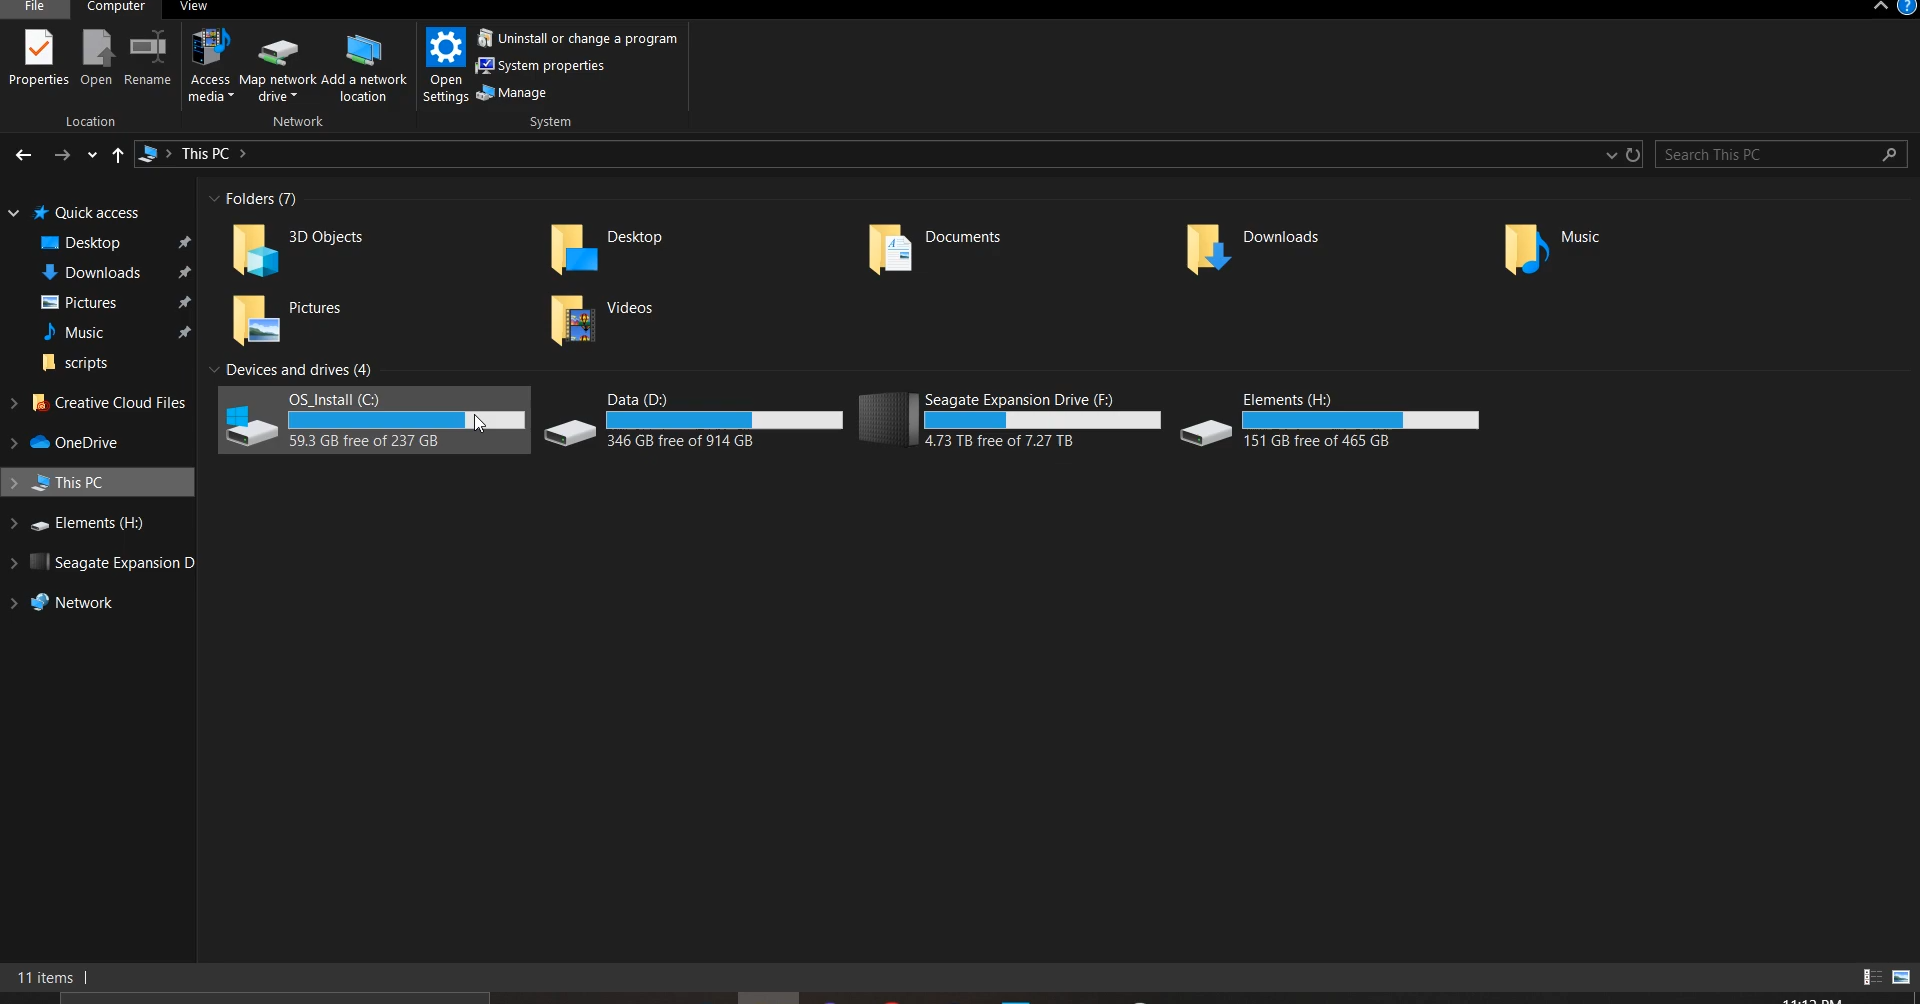 File Computer View
Properties Open Rename
Access media Map network drive Add a network location
Open Settings
Uninstall or change a program
System properties
Manage
Location Network System
This PC
Search This PC
Quick access
Desktop
Downloads
Pictures
Music
scripts
Creative Cloud Files
OneDrive
This PC
Elements (H:)
Seagate Expansion D
Network
Folders (7)
3D Objects Desktop Documents Downloads Music
Pictures Videos
Devices and drives (4)
OS_Install (C:)
59.3 GB free of 237 GB
Data (D:)
346 GB free of 914 GB
Seagate Expansion Drive (F:)
4.73 TB free of 7.27 TB
Elements (H:)
151 GB free of 465 GB
11 items